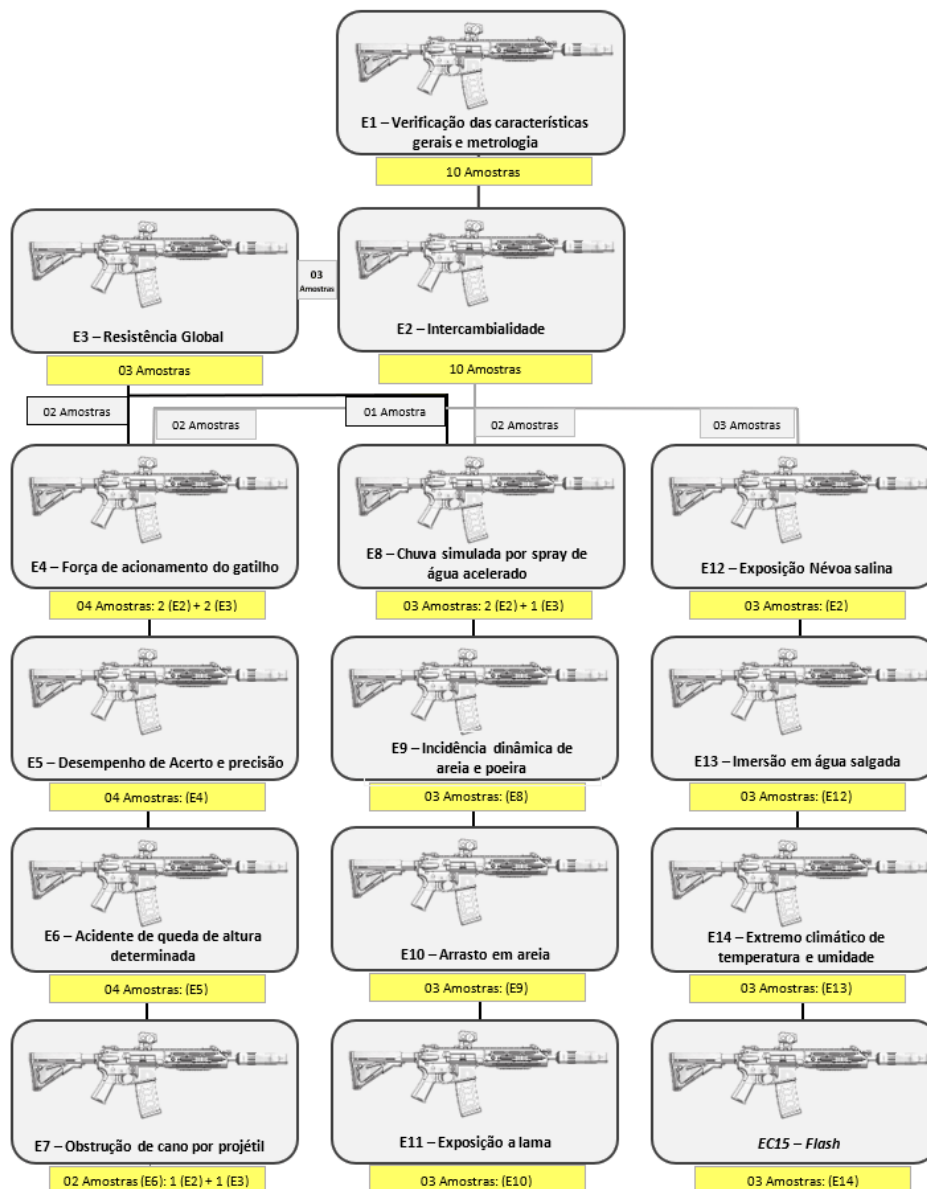 E1 – Verificação das características
gerais e metrologia
10 Amostras
03
Amostras
E3 – Resistência Global
E2 – Intercambialidade
03 Amostras
10 Amostras
02 Amostras
02 Amostras
01 Amostra
02 Amostras
03 Amostras
E4 – Força de acionamento do gatilho
E8 – Chuva simulada por spray de
água acelerado
E12 – Exposição Névoa salina
04 Amostras: 2 (E2) + 2 (E3)
03 Amostras: 2 (E2) + 1 (E3)
03 Amostras: (E2)
E5 – Desempenho de Acerto e precisão
E9 – Incidência dinâmica de
areia e poeira
E13 – Imersão em água salgada
04 Amostras: (E4)
03 Amostras: (E8)
03 Amostras: (E12)
E6 – Acidente de queda de altura
determinada
E10 – Arrasto em areia
E14 – Extremo climático de
temperatura e umidade
04 Amostras: (E5)
03 Amostras: (E9)
03 Amostras: (E13)
E7 – Obstrução de cano por projétil
E11 – Exposição a lama
EC15 – Flash
02 Amostras (E6): 1 (E2) + 1 (E3)
03 Amostras: (E10)
03 Amostras: (E14)